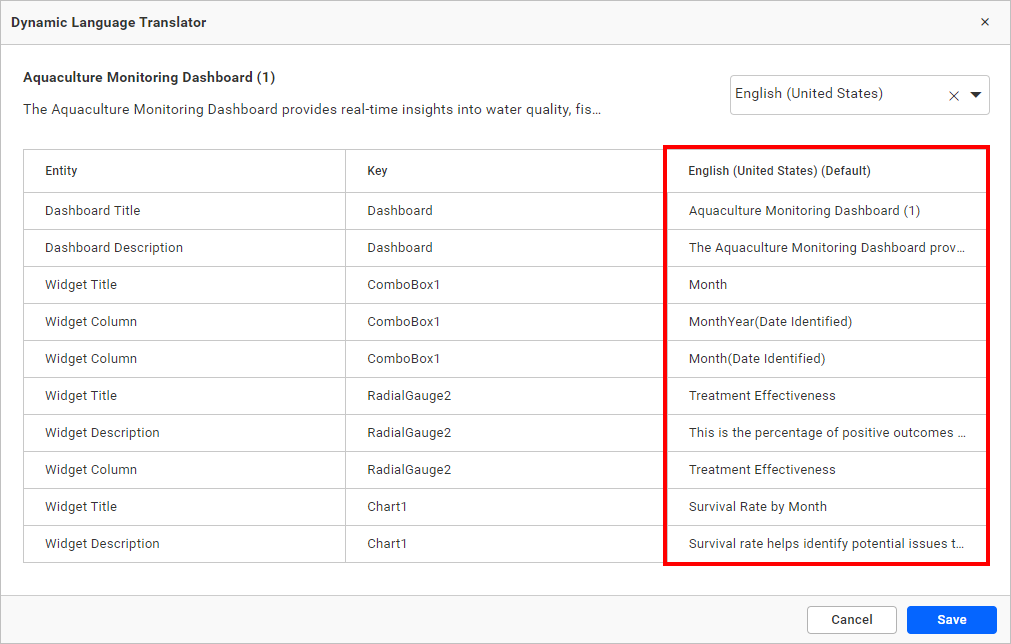 Dynamic Language Translator
Aquaculture Monitoring Dashboard (1)
The Aquaculture Monitoring Dashboard provides real-time insights into water quality, fis...
English (United States)
Entity Key English (United States) (Default)
Dashboard Title Dashboard Aquaculture Monitoring Dashboard (1)
Dashboard Description Dashboard The Aquaculture Monitoring Dashboard prov...
Widget Title ComboBox1 Month
Widget Column ComboBox1 MonthYear(Date Identified)
Widget Column ComboBox1 Month(Date Identified)
Widget Title RadialGauge2 Treatment Effectiveness
Widget Description RadialGauge2 This is the percentage of positive outcomes ...
Widget Column RadialGauge2 Treatment Effectiveness
Widget Title Chart1 Survival Rate by Month
Widget Description Chart1 Survival rate helps identify potential issues t...
Cancel Save